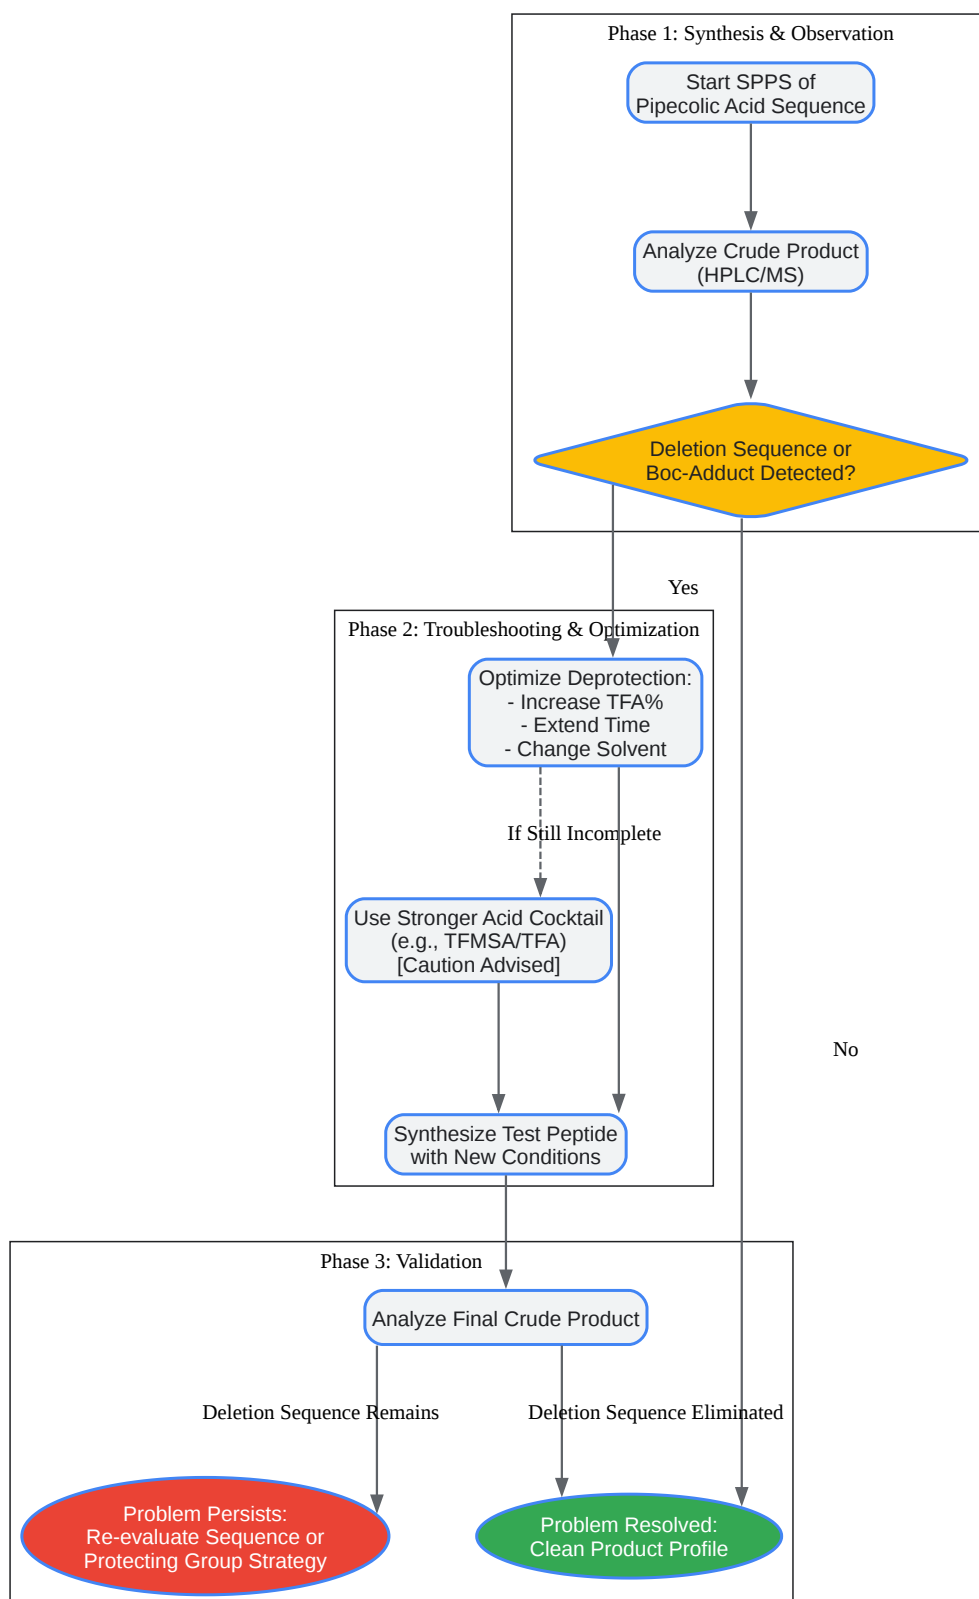 Phase 1: Synthesis & Observation
Start SPPS of
Pipecolic Acid Sequence
Analyze Crude Product
(HPLC/MS)
Deletion Sequence or
Boc-Adduct Detected?
Yes
Phase 2: Troubleshooting & Optimization
Optimize Deprotection:
- Increase TFA%
- Extend Time
- Change Solvent
If Still Incomplete
Use Stronger Acid Cocktail
(e.g., TFMSA/TFA)
[Caution Advised]
No
Synthesize Test Peptide
with New Conditions
Phase 3: Validation
Analyze Final Crude Product
Deletion Sequence Remains
Deletion Sequence Eliminated
Problem Persists:
Re-evaluate Sequence or
Protecting Group Strategy
Problem Resolved:
Clean Product Profile